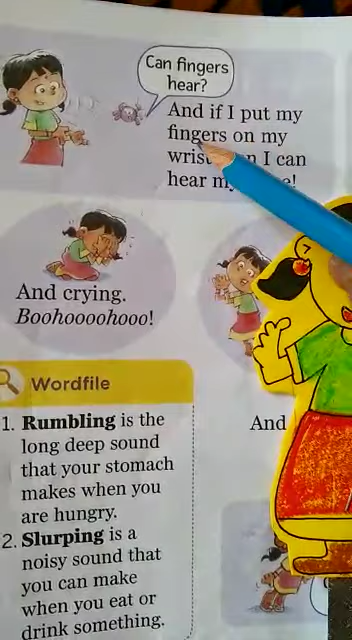 Can fingers
hear?
And if I put my
fingers on my
I can
hear
And crying.
Boohoooohooo!
Wordfile
1. Rumbling is the
long deep sound
that your stomach
makes when you
are hungry.
And
2. Slurping is a
noisy sound that
you can make
when you eat or
drink something.